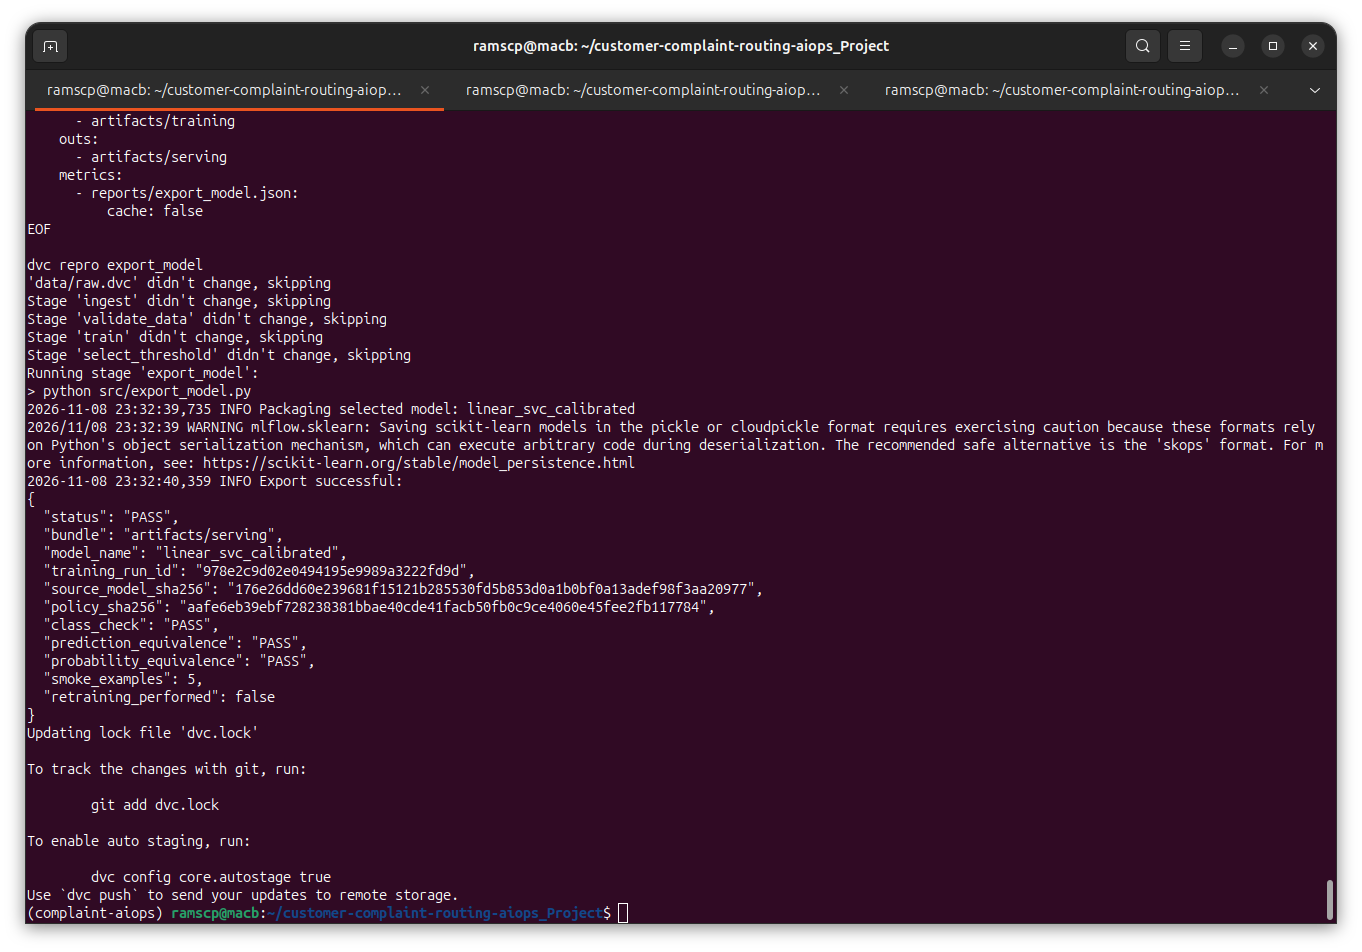 ramscp@macb: ~/customer-complaint-routing-aiops_Project
ramscp@macb: ~/customer-complaint-routing-aiop...
ramscp@macb: ~/customer-complaint-routing-aiop...
ramscp@macb: ~/customer-complaint-routing-aiop...
      - artifacts/training
    outs:
      - artifacts/serving
    metrics:
      - reports/export_model.json:
          cache: false
EOF

dvc repro export_model
'data/raw.dvc' didn't change, skipping
Stage 'ingest' didn't change, skipping
Stage 'validate_data' didn't change, skipping
Stage 'train' didn't change, skipping
Stage 'select_threshold' didn't change, skipping
Running stage 'export_model':
> python src/export_model.py
2026-11-08 23:32:39,735 INFO Packaging selected model: linear_svc_calibrated
2026/11/08 23:32:39 WARNING mlflow.sklearn: Saving scikit-learn models in the pickle or cloudpickle format requires exercising caution because these formats rely
on Python's object serialization mechanism, which can execute arbitrary code during deserialization. The recommended safe alternative is the 'skops' format. For m
ore information, see: https://scikit-learn.org/stable/model_persistence.html
2026-11-08 23:32:40,359 INFO Export successful:
{
  "status": "PASS",
  "bundle": "artifacts/serving",
  "model_name": "linear_svc_calibrated",
  "training_run_id": "978e2c9d02e0494195e9989a3222fd9d",
  "source_model_sha256": "176e26dd60e239681f15121b285530fd5b853d0a1b0bf0a13adef98f3aa20977",
  "policy_sha256": "aafe6eb39ebf728238381bbae40cde41facb50fb0c9ce4060e45fee2fb117784",
  "class_check": "PASS",
  "prediction_equivalence": "PASS",
  "probability_equivalence": "PASS",
  "smoke_examples": 5,
  "retraining_performed": false
}
Updating lock file 'dvc.lock'

To track the changes with git, run:

        git add dvc.lock

To enable auto staging, run:

        dvc config core.autostage true
Use `dvc push` to send your updates to remote storage.
(complaint-aiops) ramscp@macb:~/customer-complaint-routing-aiops_Project$